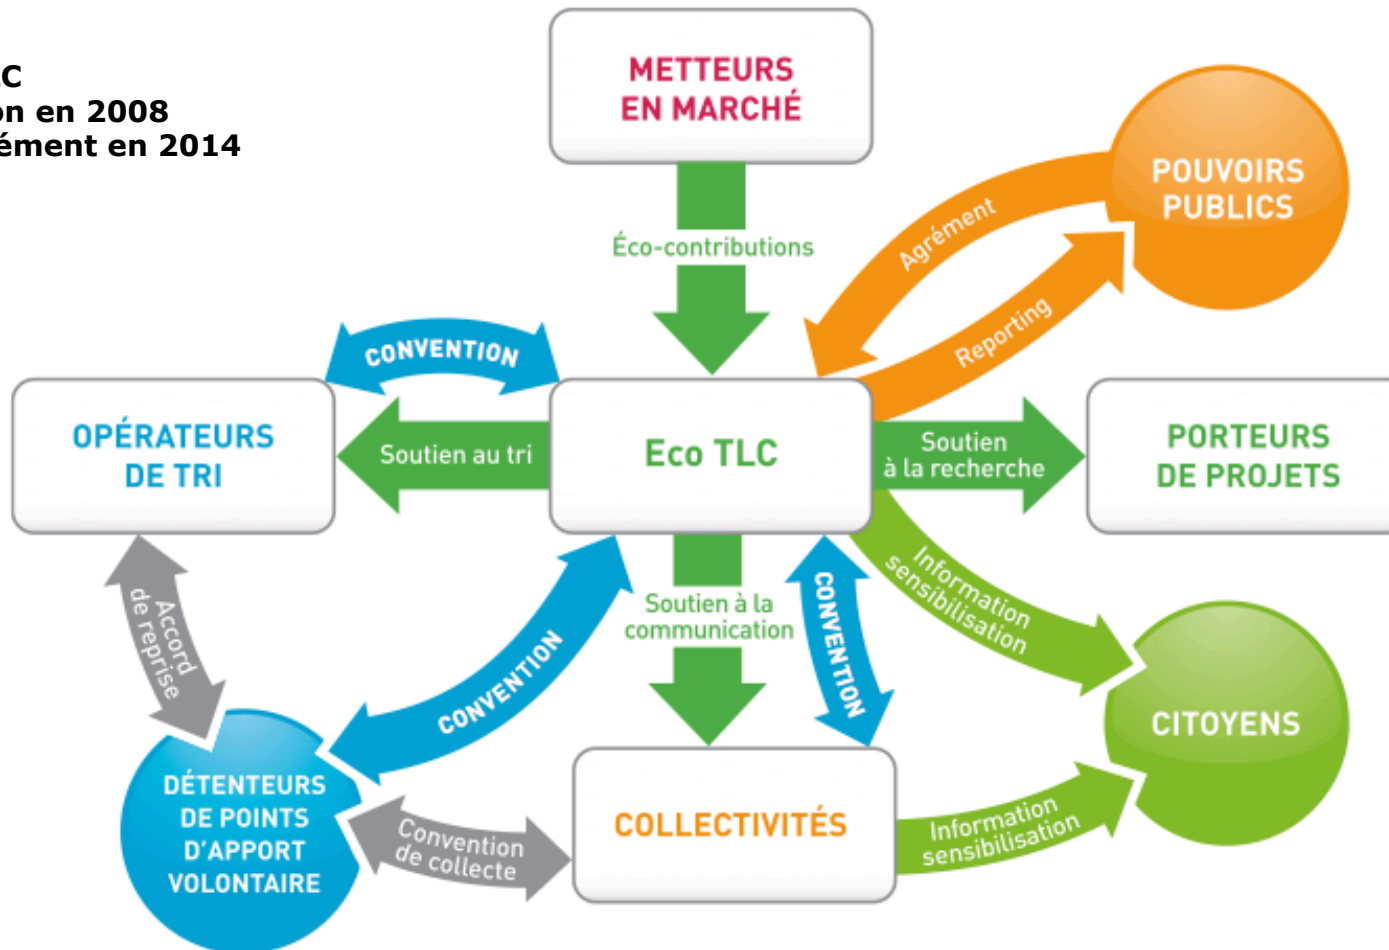 LC
on en 2008
ément en 2014
METTEURS
EN MARCHÉ
POUVOIRS
PUBLICS
Éco-contributions
Agrément
Reporting
CONVENTION
OPÉRATEURS
DE TRI
Soutien au tri
Eco TLC
Soutien
à la recherche
PORTEURS
DE PROJETS
Accord
de reprise
CONVENTION
Soutien à la
communication
CONVENTION
Information
sensibilisation
CITOYENS
DÉTENTEURS
DE POINTS
D'APPORT
VOLONTAIRE
Convention
de collecte
COLLECTIVITÉS
Information
sensibilisation